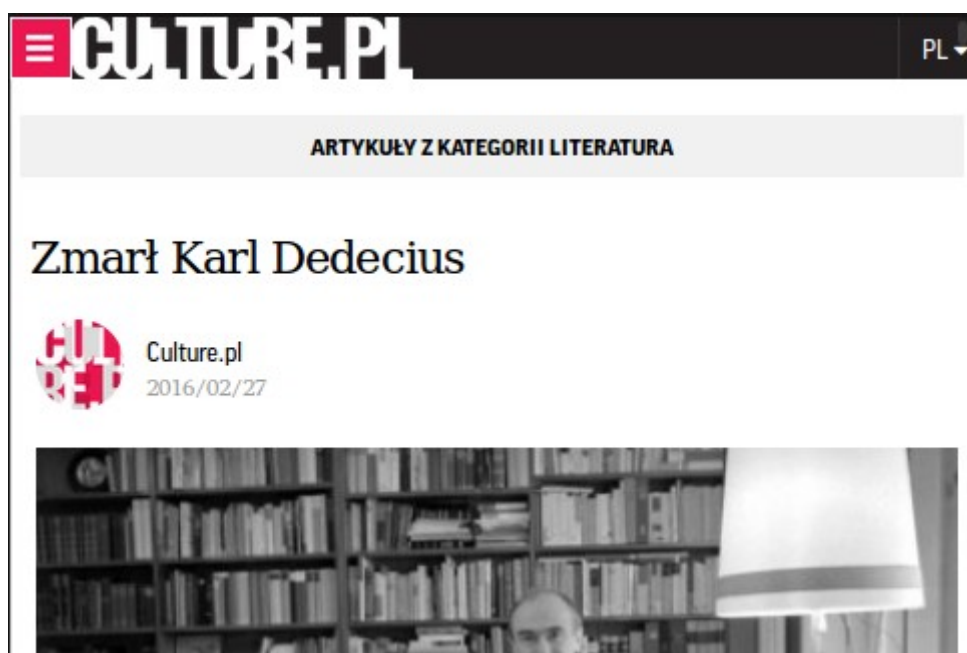 CULTURE.PL
PL
ARTYKUŁY Z KATEGORII LITERATURA
Zmarł Karl Dedecius
Culture.pl
2016/02/27